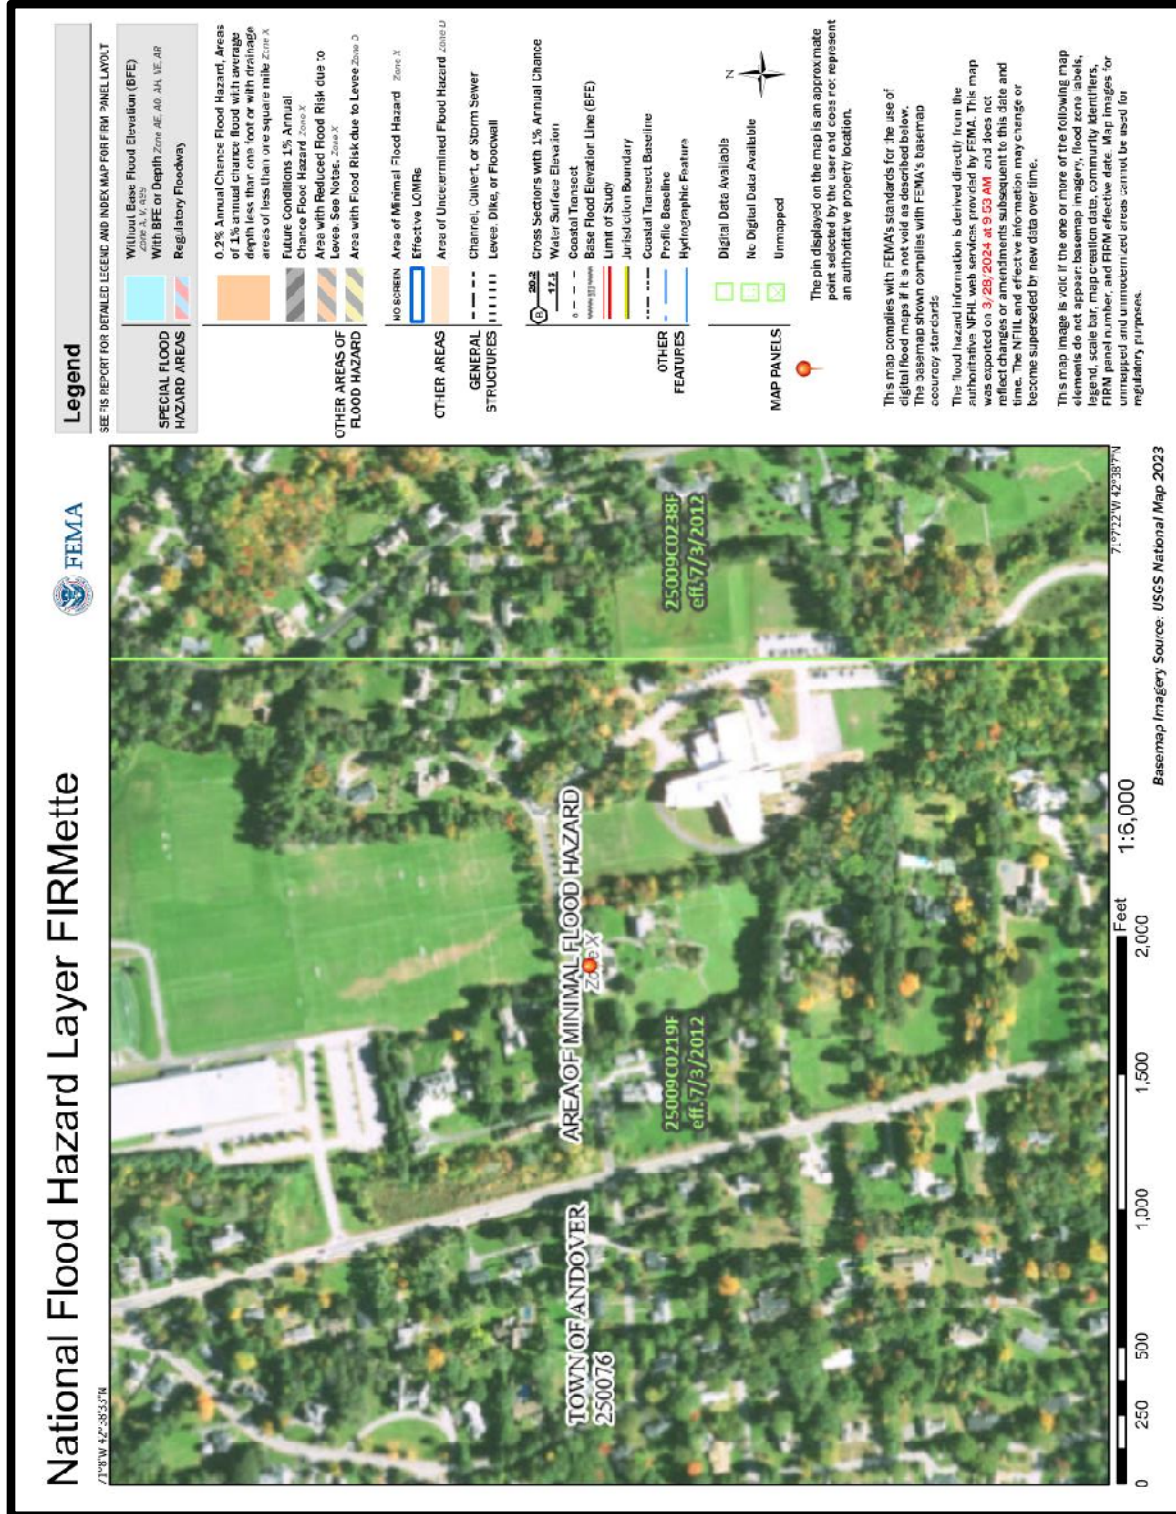 National Flood Hazard Layer FIRMette
FEMA
71°8'W 42°38'33"N
TOWN OF ANDOVER
250076
AREA OF MINIMAL FLOOD HAZARD
Zone X
25009C0219F
eff.7/3/2012
25009C0238F
eff.7/3/2012
0 250 500 1,000 1,500 2,000
Feet
1:6,000
71°7'22"W 42°38'7"N
Basemap Imagery Source: USGS National Map 2023
Legend
SEE FIS REPORT FOR DETAILED LEGEND AND INDEX MAP FOR FIRM PANEL LAYOUT
SPECIAL FLOOD
HAZARD AREAS
Without Base Flood Elevation (BFE)
Zone A, V, A99
With BFE or Depth Zone AE, AO, AH, VE, AR
Regulatory Floodway
OTHER AREAS OF
FLOOD HAZARD
0.2% Annual Chance Flood Hazard, Areas
of 1% annual chance flood with average
depth less than one foot or with drainage
areas of less than one square mile Zone X
Future Conditions 1% Annual
Chance Flood Hazard Zone X
Area with Reduced Flood Risk due to
Levee. See Notes. Zone X
Area with Flood Risk due to Levee Zone D
OTHER AREAS
NO SCREEN Area of Minimal Flood Hazard Zone X
Effective LOMRs
Area of Undetermined Flood Hazard Zone D
GENERAL
STRUCTURES
Channel, Culvert, or Storm Sewer
Levee, Dike, or Floodwall
OTHER
FEATURES
B 20.2 Cross Sections with 1% Annual Chance
17.5 Water Surface Elevation
8 Coastal Transect
513 Base Flood Elevation Line (BFE)
Limit of Study
Jurisdiction Boundary
Coastal Transect Baseline
Profile Baseline
Hydrographic Feature
MAP PANELS
Digital Data Available
No Digital Data Available
Unmapped
N
The pin displayed on the map is an approximate
point selected by the user and does not represent
an authoritative property location.
This map complies with FEMA's standards for the use of
digital flood maps if it is not void as described below.
The basemap shown complies with FEMA's basemap
accuracy standards
The flood hazard information is derived directly from the
authoritative NFHL web services provided by FEMA. This map
was exported on 3/28/2024 at 9:53 AM and does not
reflect changes or amendments subsequent to this date and
time. The NFHL and effective information may change or
become superseded by new data over time.
This map image is void if the one or more of the following map
elements do not appear: basemap imagery, flood zone labels,
legend, scale bar, map creation date, community identifiers,
FIRM panel number, and FIRM effective date. Map images for
unmapped and unmodernized areas cannot be used for
regulatory purposes.